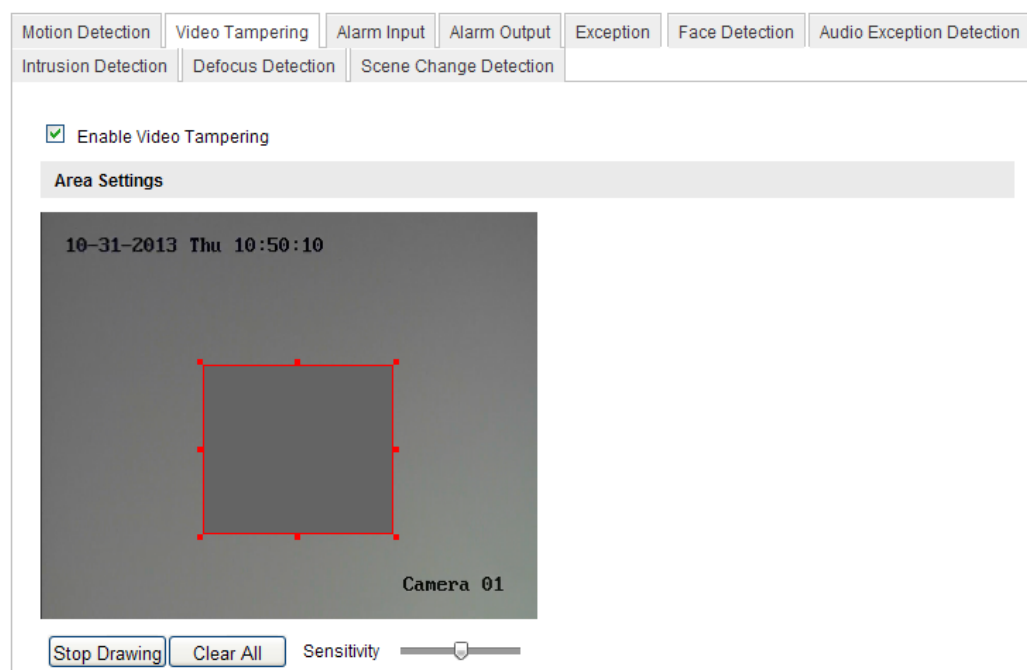 Motion Detection Video Tampering Alarm Input Alarm Output Exception Face Detection Audio Exception Detection
Intrusion Detection Defocus Detection Scene Change Detection
Enable Video Tampering
Area Settings
10-31-2013 Thu 10:50:10
Camera 01
Stop Drawing Clear All Sensitivity